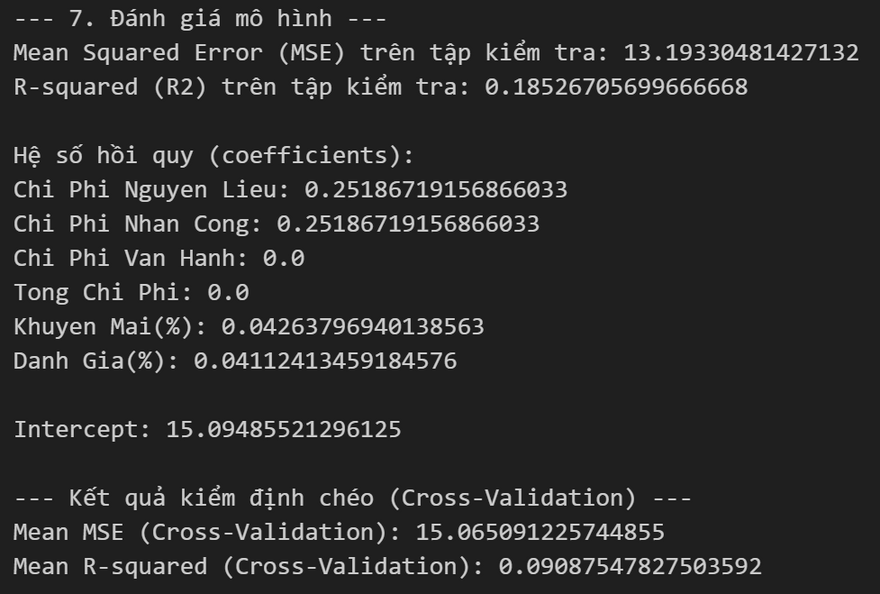 --- 7. Đánh giá mô hình ---
Mean Squared Error (MSE) trên tập kiểm tra: 13.19330481427132
R-squared (R2) trên tập kiểm tra: 0.18526705699666668
Hệ số hồi quy (coefficients):
Chi Phi Nguyen Lieu: 0.25186719156866033
Chi Phi Nhan Cong: 0.25186719156866033
Chi Phi Van Hanh: 0.0
Tong Chi Phi: 0.0
Khuyen Mai(%): 0.04263796940138563
Danh Gia(%): 0.04112413459184576
Intercept: 15.09485521296125
--- Kết quả kiểm định chéo (Cross-Validation) ---
Mean MSE (Cross-Validation): 15.065091225744855
Mean R-squared (Cross-Validation): 0.09087547827503592